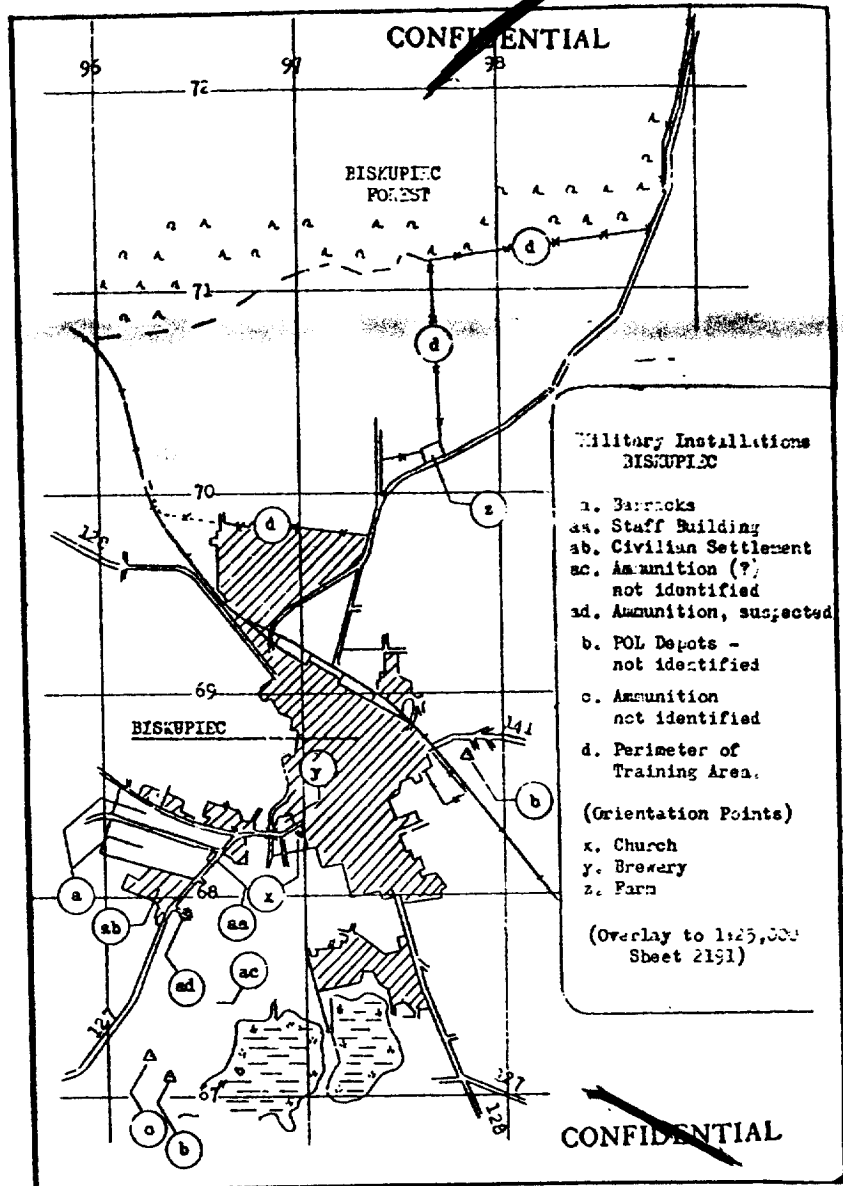 CONFIDENTIAL
96 97 98
72
BISKUPIEC
FOREST
d
71
d
Military Installations
BISKUPIEC
a. Barracks
aa. Staff Building
ab. Civilian Settlement
ac. Ammunition (?)
not identified
ad. Ammunition, suspected
b. POL Depots -
not identified
c. Ammunition
not identified
d. Perimeter of
Training Area.
(Orientation Points)
x. Church
y. Brewery
z. Farm
(Overlay to 1:25,000
Sheet 2191)
70
z
d
128
69
BISKUPIEC
141
y
b
a
68
x
ab
aa
ad
ac
127
67
127
128
c
b
CONFIDENTIAL